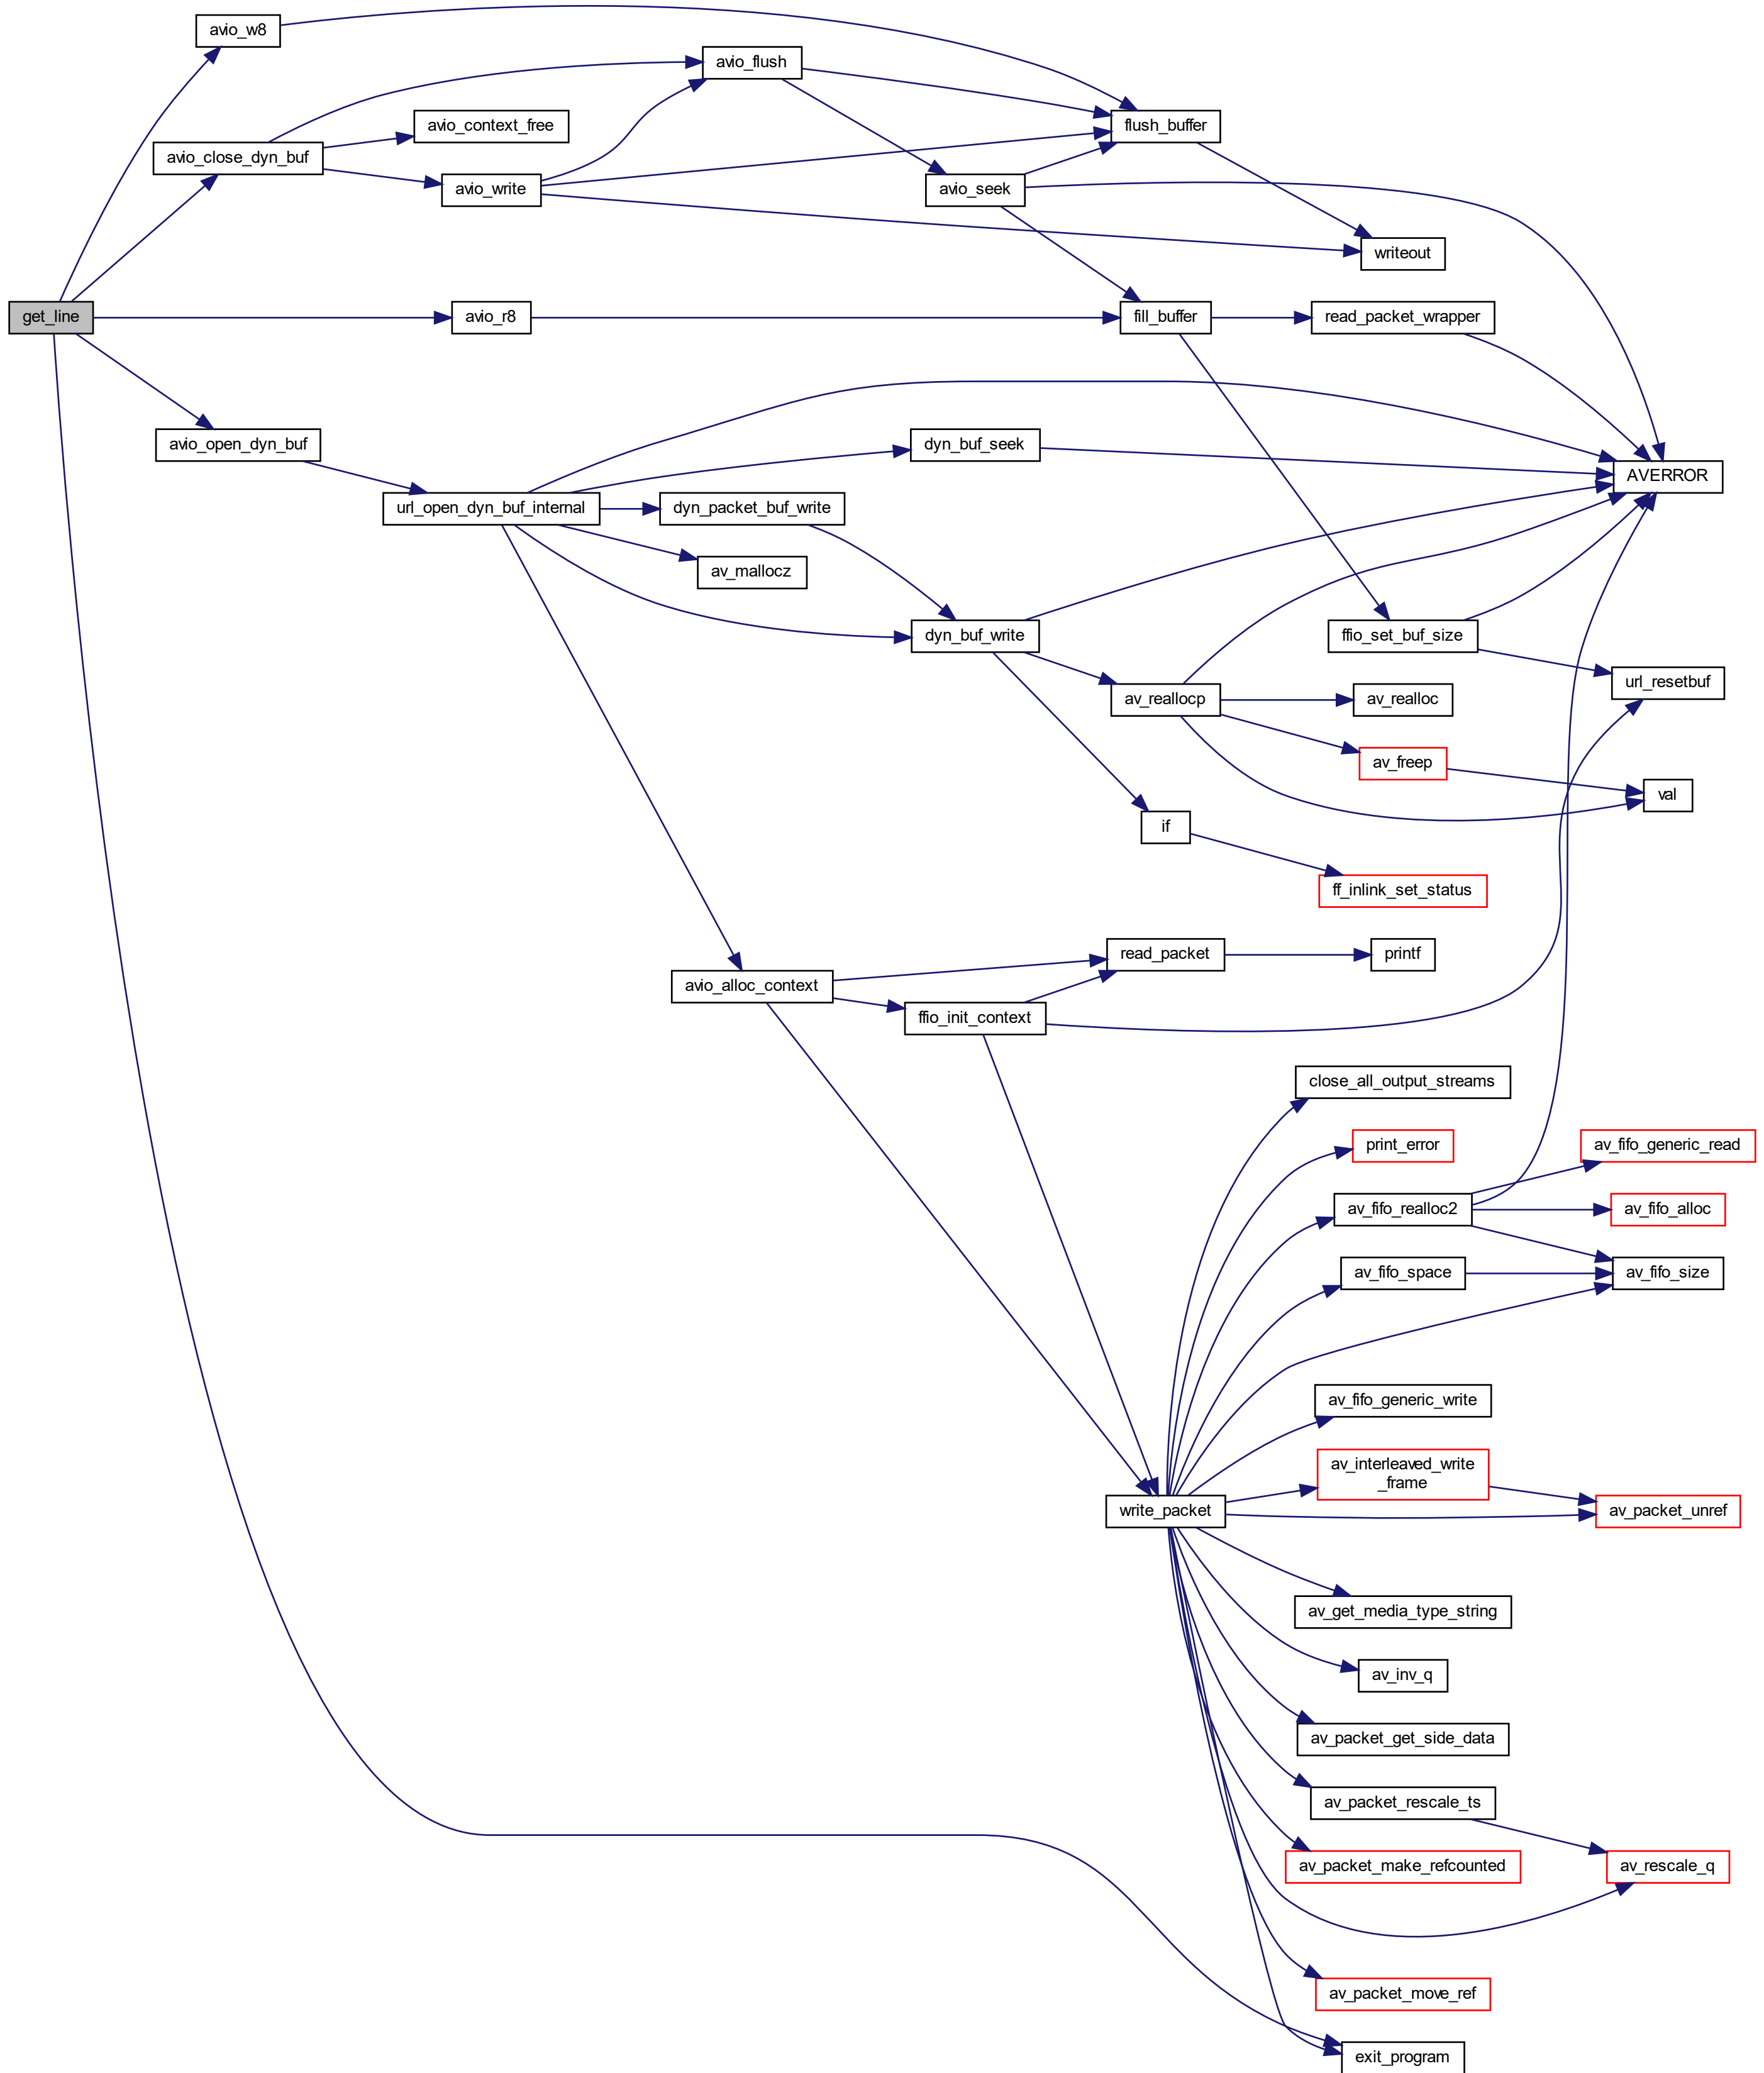 avio_w8
avio_flush
avio_context_free
flush_buffer
avio_close_dyn_buf
avio_write
avio_seek
writeout
get_line
avio_r8
fill_buffer
read_packet_wrapper
avio_open_dyn_buf
dyn_buf_seek
AVERROR
url_open_dyn_buf_internal
dyn_packet_buf_write
av_mallocz
dyn_buf_write
ffio_set_buf_size
url_resetbuf
av_reallocp
av_realloc
av_freep
val
if
ff_inlink_set_status
read_packet
printf
avio_alloc_context
ffio_init_context
close_all_output_streams
print_error
av_fifo_generic_read
av_fifo_realloc2
av_fifo_alloc
av_fifo_space
av_fifo_size
av_fifo_generic_write
av_interleaved_write
_frame
write_packet
av_packet_unref
av_get_media_type_string
av_inv_q
av_packet_get_side_data
av_packet_rescale_ts
av_packet_make_refcounted
av_rescale_q
av_packet_move_ref
exit_program